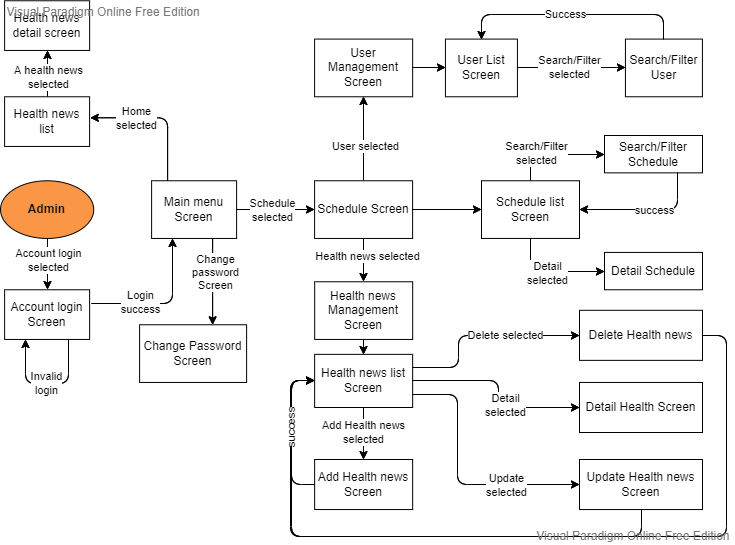 Visual Paradigm Online Free Edition
Health news
detail screen
A health news
selected
Health news
list
Home
selected
Admin
Account login
selected
Account login
Screen
Invalid
login
Login
success
Main menu
Screen
Change
password
Screen
Change Password
Screen
Schedule
selected
User
Management
Screen
User selected
Schedule Screen
Health news selected
Health news
Management
Screen
Health news list
Screen
Add Health news
selected
Add Health news
Screen
success
Success
User List
Screen
Search/Filter
selected
Search/Filter
User
Search/Filter
selected
Search/Filter
Schedule
Schedule list
Screen
success
Detail
selected
Detail Schedule
Delete selected
Delete Health news
Detail
selected
Detail Health Screen
Update
selected
Update Health news
Screen
Visual Paradigm Online Free Edition